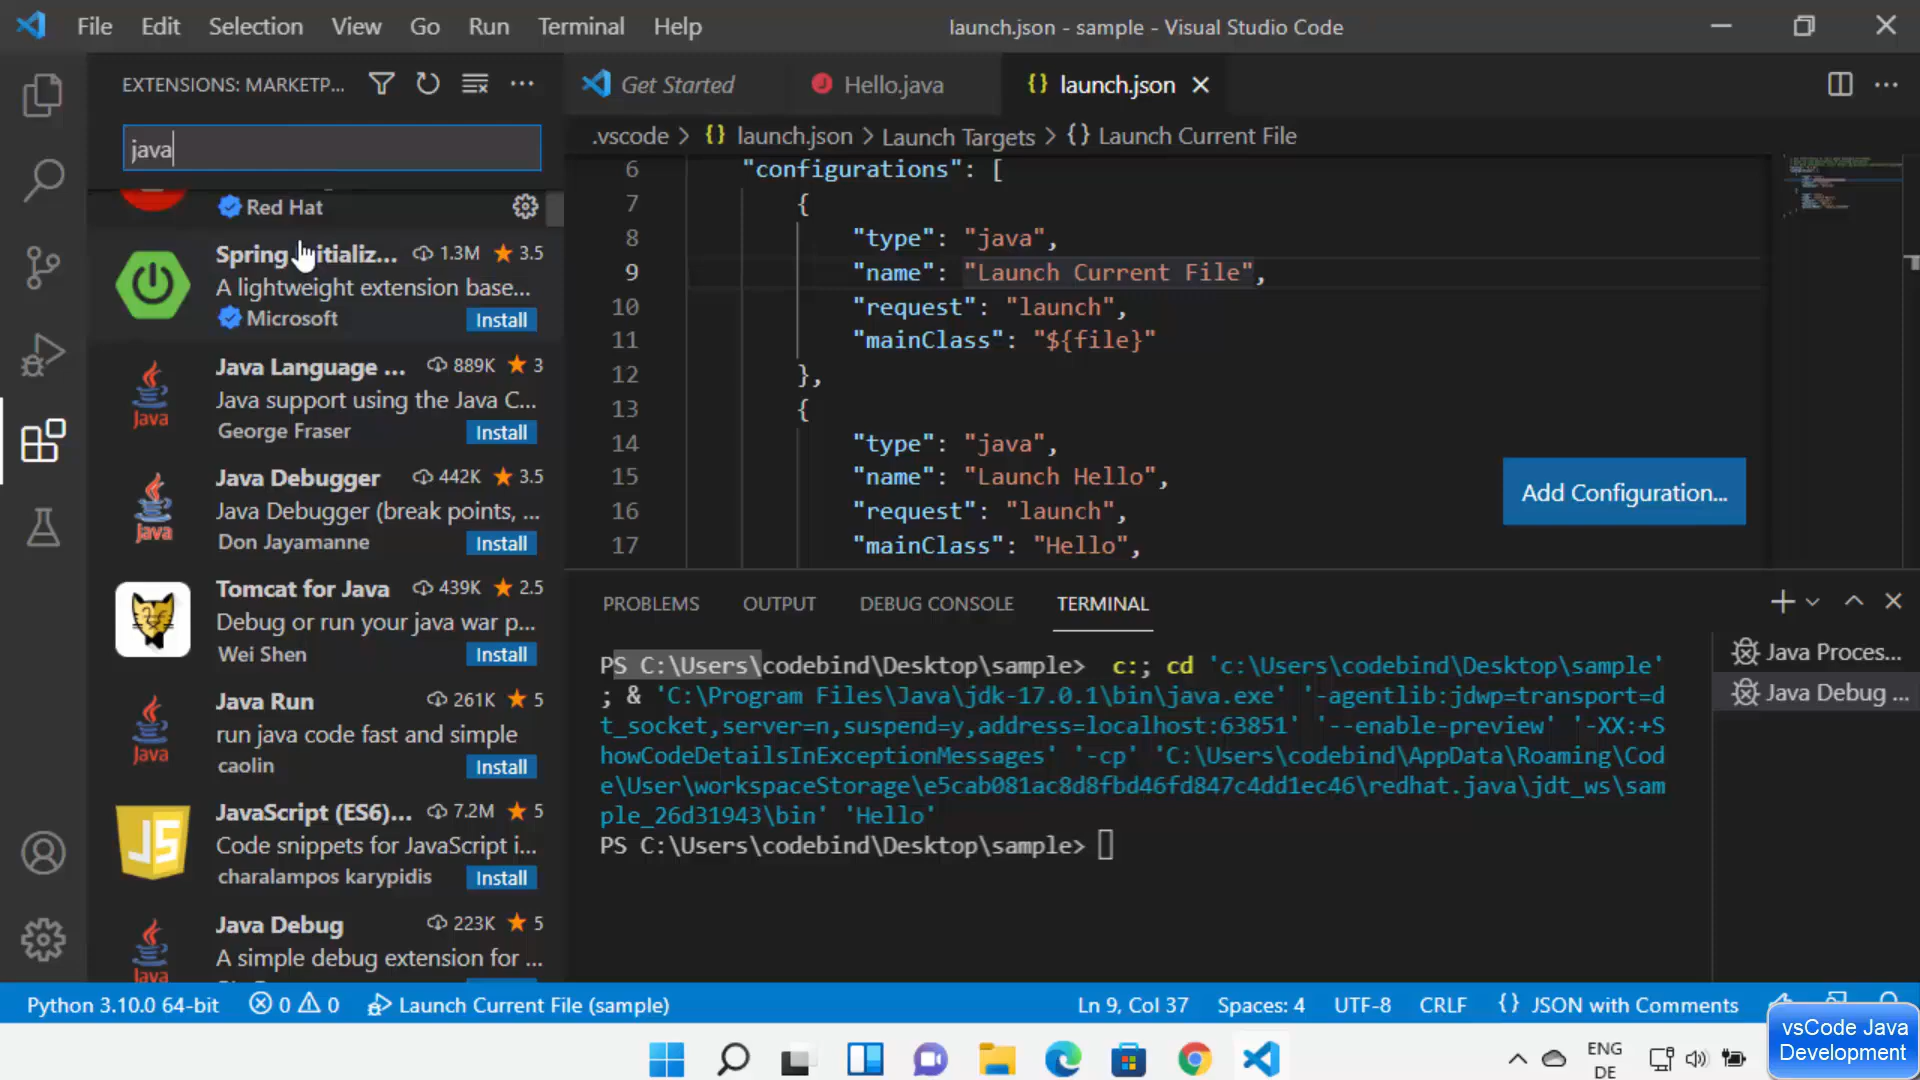 File Edit Selection View Go Run Terminal Help
launch.json - sample - Visual Studio Code
EXTENSIONS: MARKETP...
java
Red Hat
Spring Initializ... 1.3M 3.5
A lightweight extension base...
Microsoft Install
Java Language ... 889K 3
Java support using the Java C...
George Fraser Install
Java Debugger 442K 3.5
Java Debugger (break points, ...
Don Jayamanne Install
Tomcat for Java 439K 2.5
Debug or run your java war p...
Wei Shen Install
Java Run 261K 5
run java code fast and simple
caolin Install
JavaScript (ES6)... 7.2M 5
Code snippets for JavaScript i...
charalampos karypidis Install
Java Debug 223K 5
A simple debug extension for ...
Java
Java
Java
JS
Java
Get Started Hello.java {} launch.json
.vscode > {} launch.json > Launch Targets > {} Launch Current File
6 "configurations": [
7 {
8 "type": "java",
9 "name": "Launch Current File",
10 "request": "launch",
11 "mainClass": "${file}"
12 },
13 {
14 "type": "java",
15 "name": "Launch Hello",
16 "request": "launch",
17 "mainClass": "Hello",
Add Configuration...
PROBLEMS OUTPUT DEBUG CONSOLE TERMINAL
PS C:\Users\codebind\Desktop\sample>  c:; cd 'c:\Users\codebind\Desktop\sample'
; & 'C:\Program Files\Java\jdk-17.0.1\bin\java.exe' '-agentlib:jdwp=transport=d
t_socket,server=n,suspend=y,address=localhost:63851' '--enable-preview' '-XX:+S
howCodeDetailsInExceptionMessages' '-cp' 'C:\Users\codebind\AppData\Roaming\Cod
e\User\workspaceStorage\e5cab081ac8d8fbd46fd847c4dd1ec46\redhat.java\jdt_ws\sam
ple_26d31943\bin' 'Hello'
PS C:\Users\codebind\Desktop\sample>
Java Proces...
Java Debug ...
Python 3.10.0 64-bit 0 0 Launch Current File (sample)
Ln 9, Col 37 Spaces: 4 UTF-8 CRLF {} JSON with Comments
vsCode Java
Development
ENG
DE